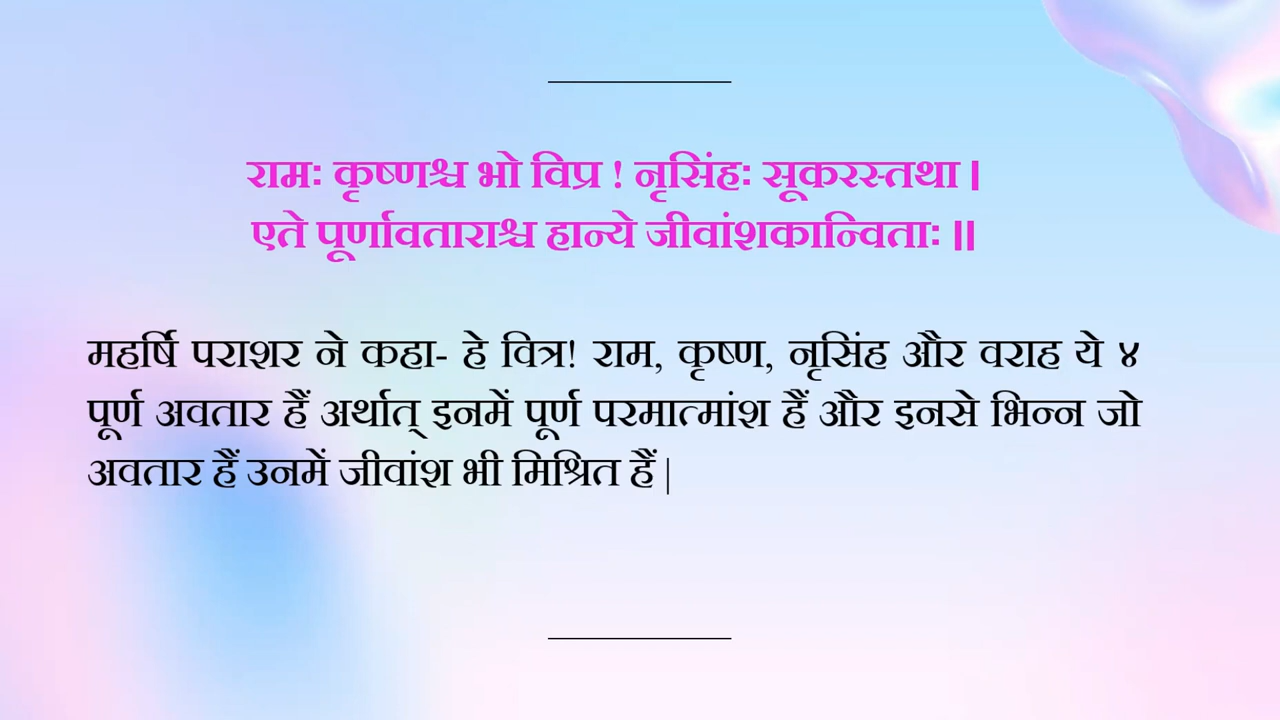 रामः कृष्णश्च भो विप्र ! नृसिंहः सूकरस्तथा ।
एते पूर्णावताराश्च हान्ये जीवांशकान्विताः ॥
महर्षि पराशर ने कहा- हे वित्र! राम, कृष्ण, नृसिंह और वराह ये ४
पूर्ण अवतार हैं अर्थात् इनमें पूर्ण परमात्मांश हैं और इनसे भिन्न जो
अवतार हैं उनमें जीवांश भी मिश्रित हैं |